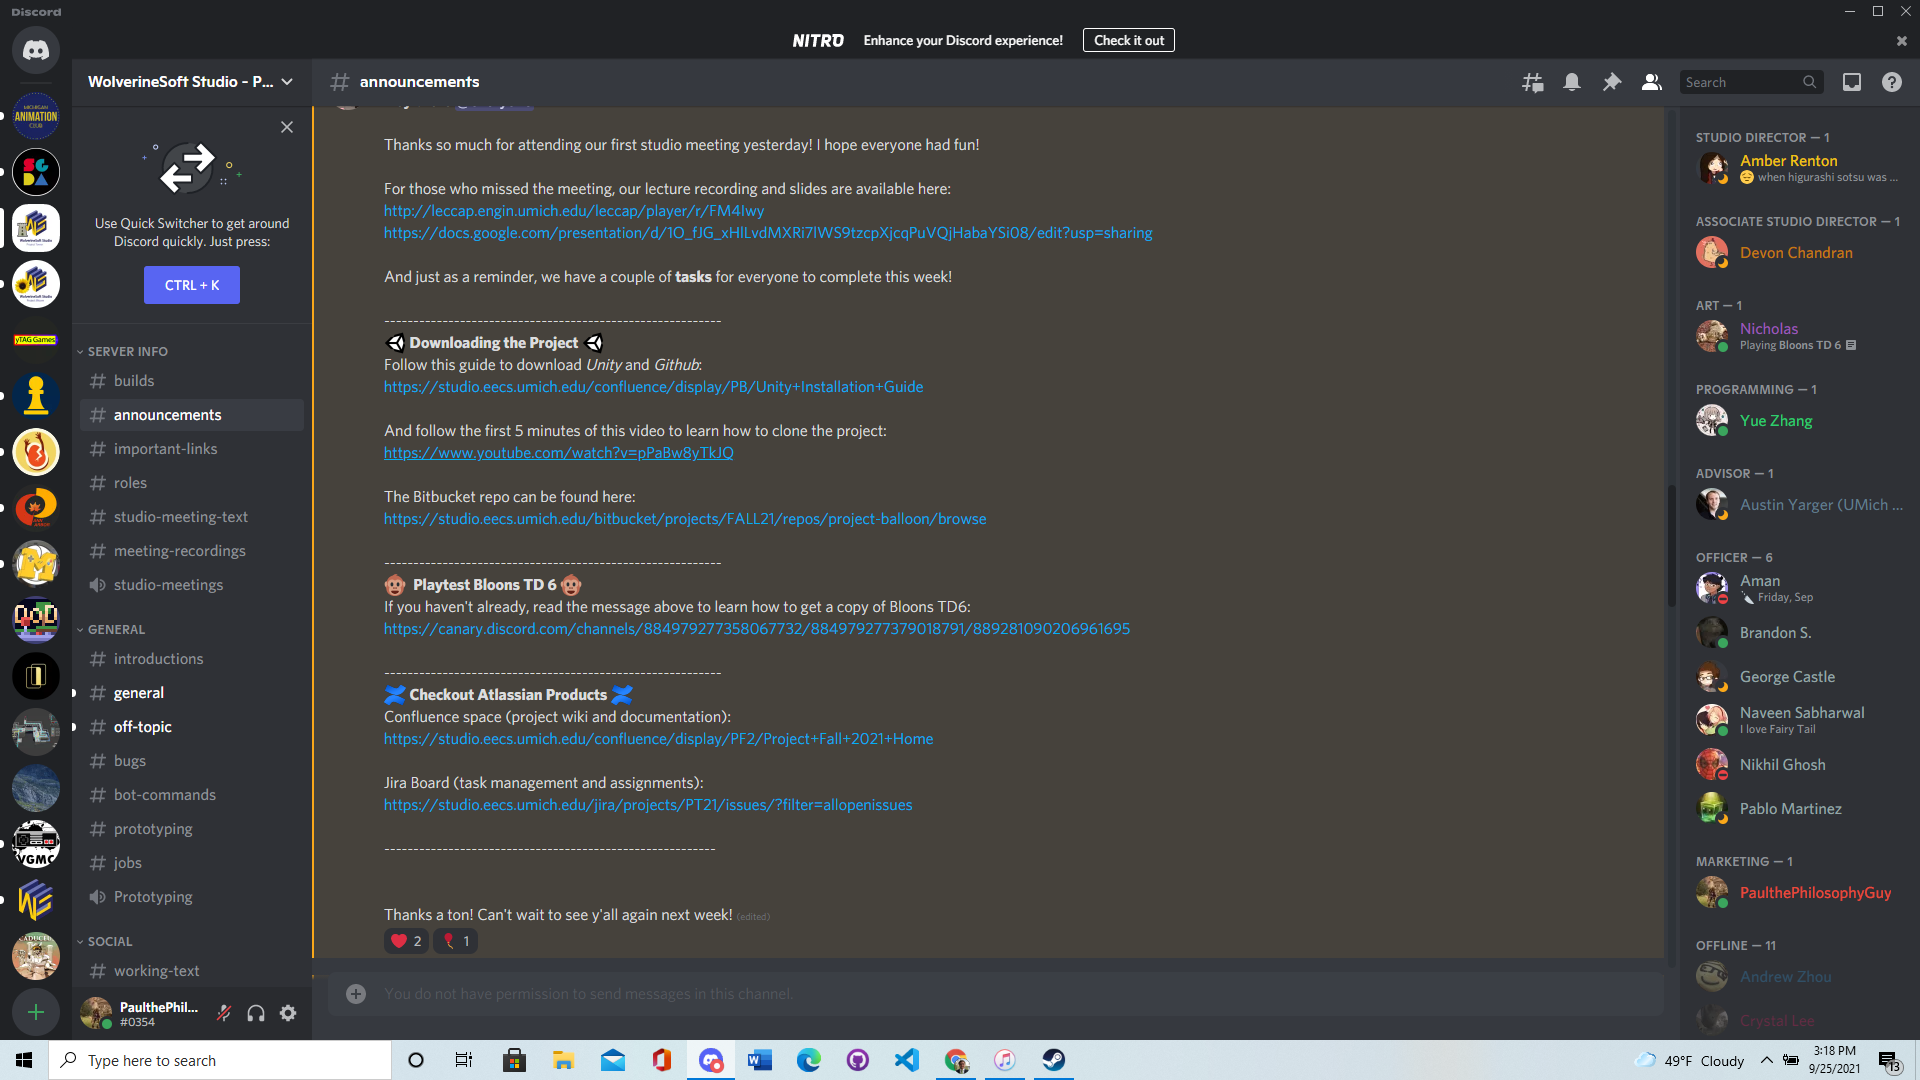 Discord
NITRO Enhance your Discord experience! Check it out
WolverineSoft Studio - P...
announcements
Search
Use Quick Switcher to get around
Discord quickly. Just press:
CTRL + K
SERVER INFO
builds
announcements
important-links
roles
studio-meeting-text
meeting-recordings
studio-meetings
GENERAL
introductions
general
off-topic
bugs
bot-commands
prototyping
jobs
Prototyping
SOCIAL
working-text
PaulthePhil...
#0354
MICHIGAN
ANIMATION
CLUB
yTAG Games
VGMC
Thanks so much for attending our first studio meeting yesterday! I hope everyone had fun!
For those who missed the meeting, our lecture recording and slides are available here:
http://leccap.engin.umich.edu/leccap/player/r/FM4Iwy
https://docs.google.com/presentation/d/1O_fJG_xHlLvdMXRi7IWS9tzcpXjcqPuVQjHabaYSi08/edit?usp=sharing
And just as a reminder, we have a couple of tasks for everyone to complete this week!
-------------------------------------------------------
Downloading the Project
Follow this guide to download Unity and Github:
https://studio.eecs.umich.edu/confluence/display/PB/Unity+Installation+Guide
And follow the first 5 minutes of this video to learn how to clone the project:
https://www.youtube.com/watch?v=pPaBw8yTkJQ
The Bitbucket repo can be found here:
https://studio.eecs.umich.edu/bitbucket/projects/FALL21/repos/project-balloon/browse
-------------------------------------------------------
Playtest Bloons TD 6
If you haven't already, read the message above to learn how to get a copy of Bloons TD6:
https://canary.discord.com/channels/884979277358067732/884979277379018791/889281090206961695
-------------------------------------------------------
Checkout Atlassian Products
Confluence space (project wiki and documentation):
https://studio.eecs.umich.edu/confluence/display/PF2/Project+Fall+2021+Home
Jira Board (task management and assignments):
https://studio.eecs.umich.edu/jira/projects/PT21/issues/?filter=allopenissues
------------------------------------------------------
Thanks a ton! Can't wait to see y'all again next week! (edited)
2 1
You do not have permission to send messages in this channel.
STUDIO DIRECTOR — 1
Amber Renton
when higurashi sotsu was ...
ASSOCIATE STUDIO DIRECTOR — 1
Devon Chandran
ART — 1
Nicholas
Playing Bloons TD 6
PROGRAMMING — 1
Yue Zhang
ADVISOR — 1
Austin Yarger (UMich ...
OFFICER — 6
Aman
Friday, Sep
Brandon S.
George Castle
Naveen Sabharwal
I love Fairy Tail
Nikhil Ghosh
Pablo Martinez
MARKETING — 1
PaulthePhilosophyGuy
OFFLINE — 11
Andrew Zhou
Crystal Lee
Type here to search
49°F Cloudy
3:18 PM
9/25/2021
13